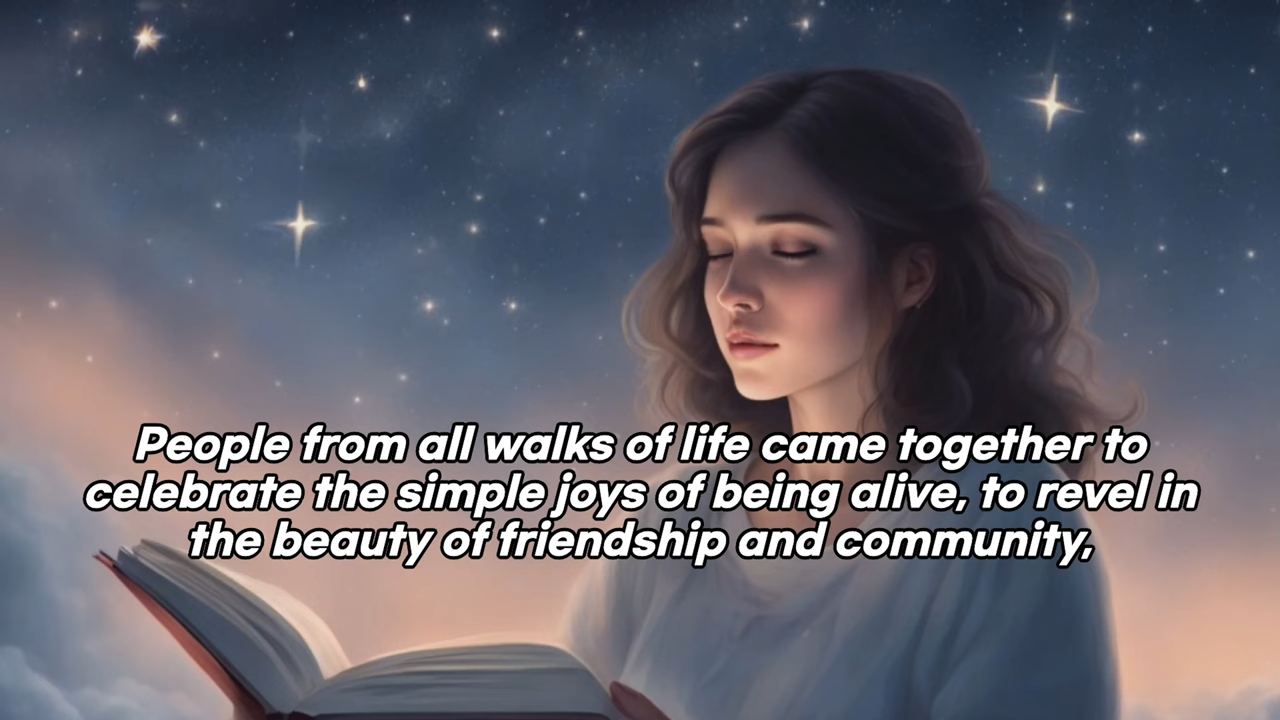 People from all walks of life came together to
celebrate the simple joys of being alive, to revel in
the beauty of friendship and community,